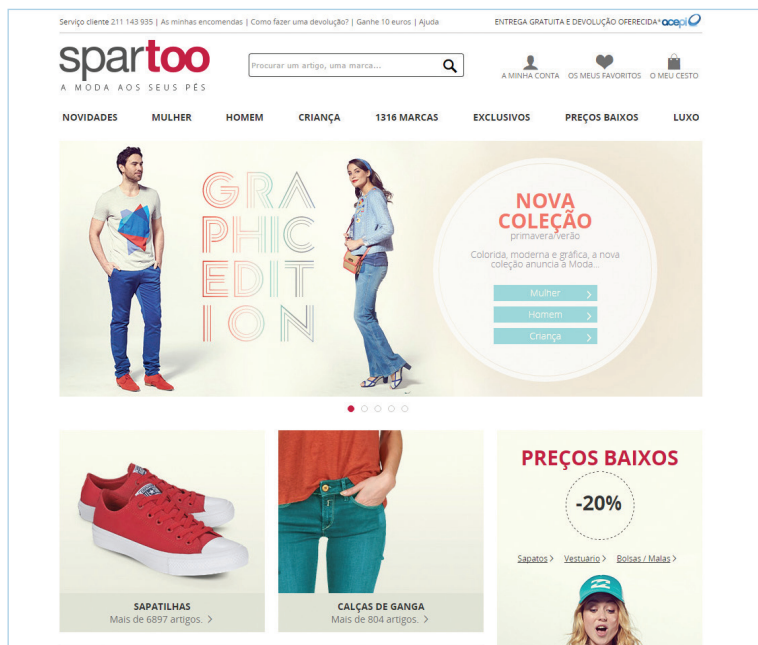 Serviço cliente 211 143 935 | As minhas encomendas | Como fazer uma devolução? | Ganhe 10 euros | Ajuda
ENTREGA GRATUITA E DEVOLUÇÃO OFERECIDA* acepi
spartoo
A MODA AOS SEUS PÉS
Procurar um artigo, uma marca...
A MINHA CONTA OS MEUS FAVORITOS O MEU CESTO
NOVIDADES MULHER HOMEM CRIANÇA 1316 MARCAS EXCLUSIVOS PREÇOS BAIXOS LUXO
GRA
PHIC
EDIT
ION
NOVA
COLEÇÃO
primavera/verão
Colorida, moderna e gráfica, a nova
coleção anuncia a Moda...
Mulher >
Homem >
Criança >
SAPATILHAS
Mais de 6897 artigos. >
CALÇAS DE GANGA
Mais de 804 artigos. >
PREÇOS BAIXOS
-20%
Sapatos > Vestuário > Bolsas / Malas >